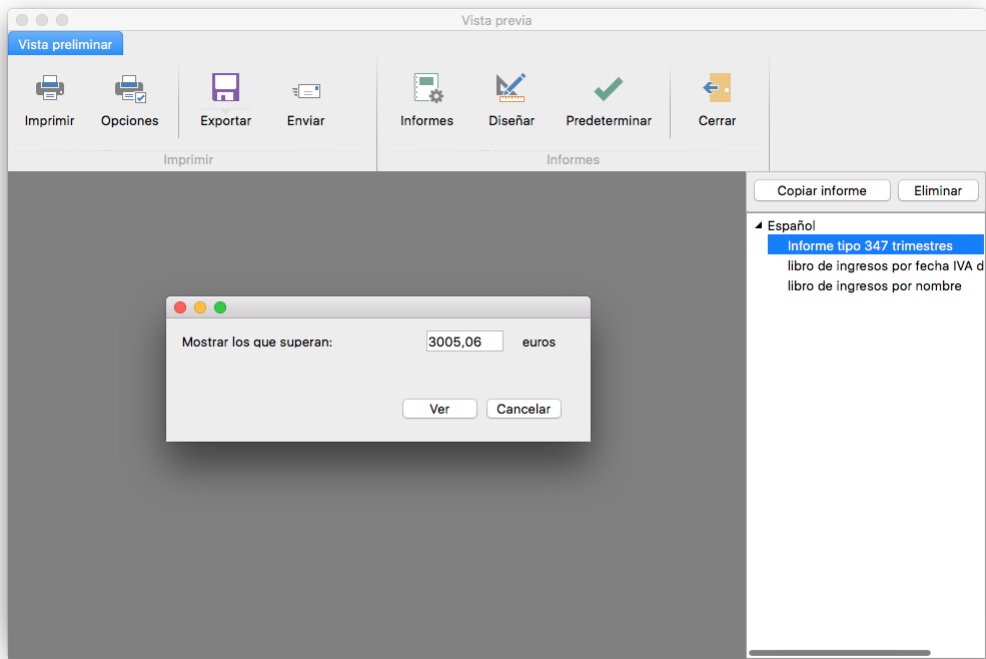 Vista previa
Vista preliminar
Imprimir
Opciones
Exportar
Enviar
Informes
Diseñar
Predeterminar
Cerrar
Imprimir
Informes
Copiar informe
Eliminar
Español
Informe tipo 347 trimestres
libro de ingresos por fecha IVA d
libro de ingresos por nombre
Mostrar los que superan: 3005,06 euros
Ver
Cancelar